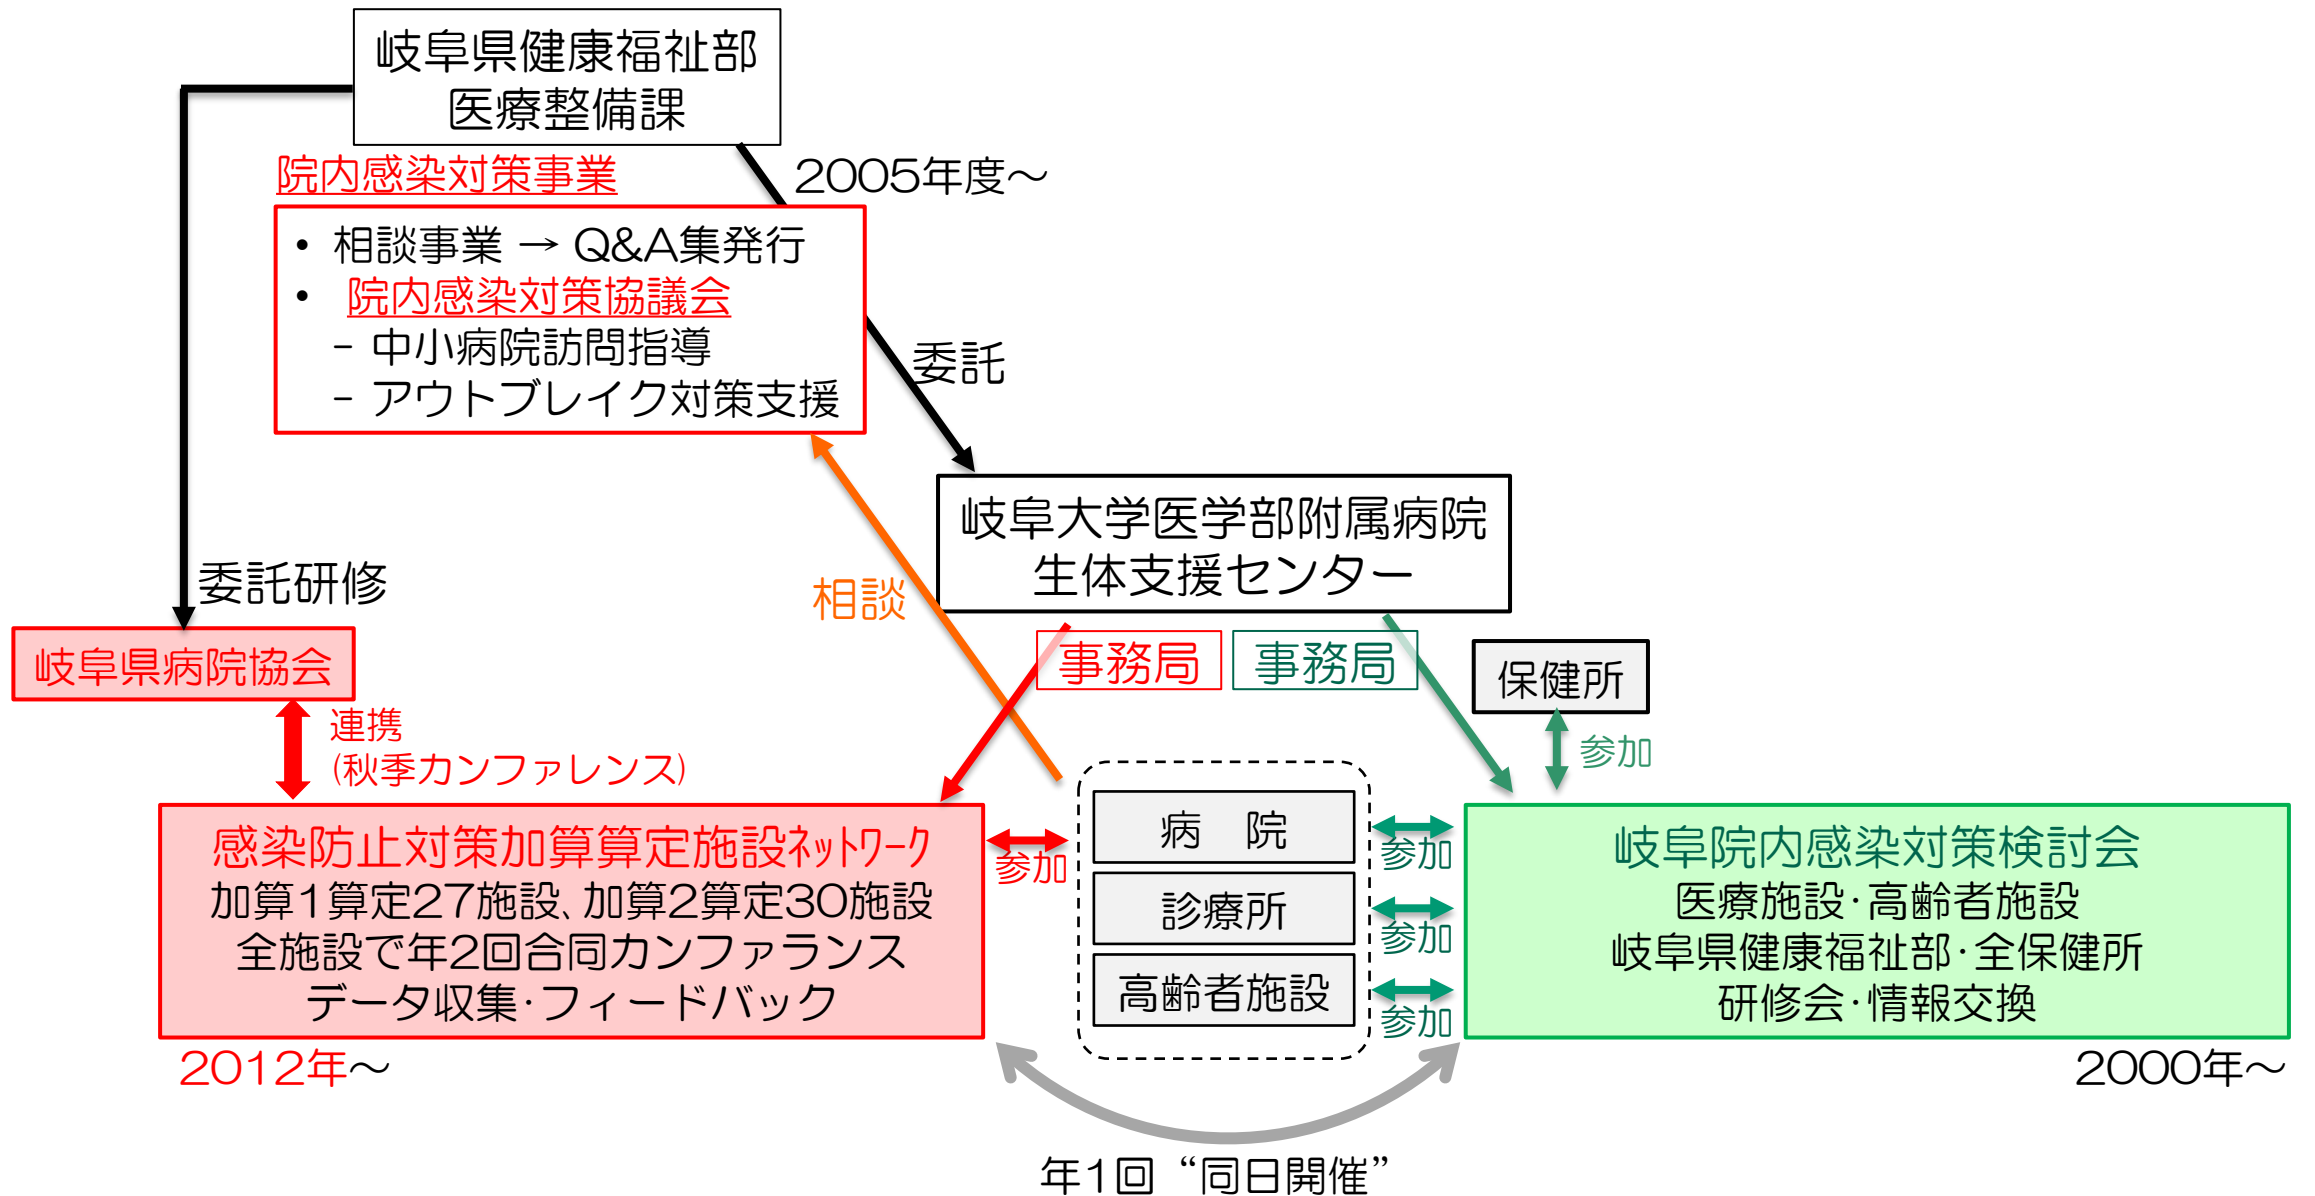 岐阜県健康福祉部
医療整備課
院内感染対策事業
2005年度～
• 相談事業 → Q&A集発行
• 院内感染対策協議会
- 中小病院訪問指導
- アウトブレイク対策支援
委託
岐阜大学医学部附属病院
生体支援センター
委託研修
相談
岐阜県病院協会
事務局
事務局
保健所
連携
(秋季カンファレンス)
参加
感染防止対策加算算定施設ﾈｯﾄﾜｰｸ
加算1算定27施設、加算2算定30施設
全施設で年2回合同カンファランス
データ収集・フィードバック
2012年～
参加
病　院
診療所
高齢者施設
参加
参加
参加
岐阜院内感染対策検討会
医療施設・高齢者施設
岐阜県健康福祉部・全保健所
研修会・情報交換
2000年～
年1回 “同日開催”